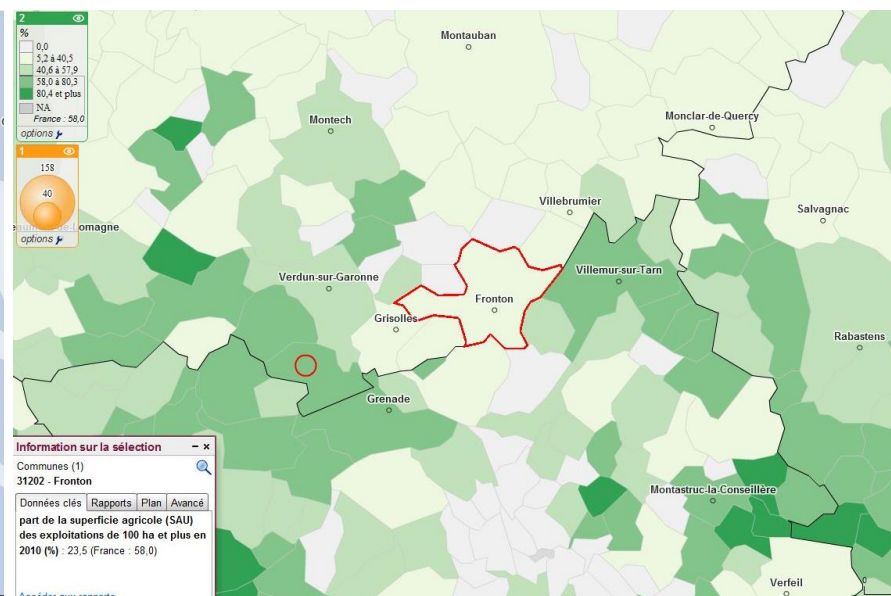 2
%
0,0
5,2 à 40,5
40,6 à 57,9
58,0 à 80,3
80,4 et plus
NA
France : 58,0
options
1
158
40
options
Montauban
Montech
Monclar-de-Quercy
Villebrumier
Salvagnac
Lomagne
Verdun-sur-Garonne
Villemur-sur-Tarn
Fronton
Grisolles
Rabastens
Grenade
Montastruc-la-Conseillère
Verfeil
Information sur la sélection
Communes (1)
31202 - Fronton
Données clés Rapports Plan Avancé
part de la superficie agricole (SAU)
des exploitations de 100 ha et plus en
2010 (%) : 23,5 (France : 58,0)